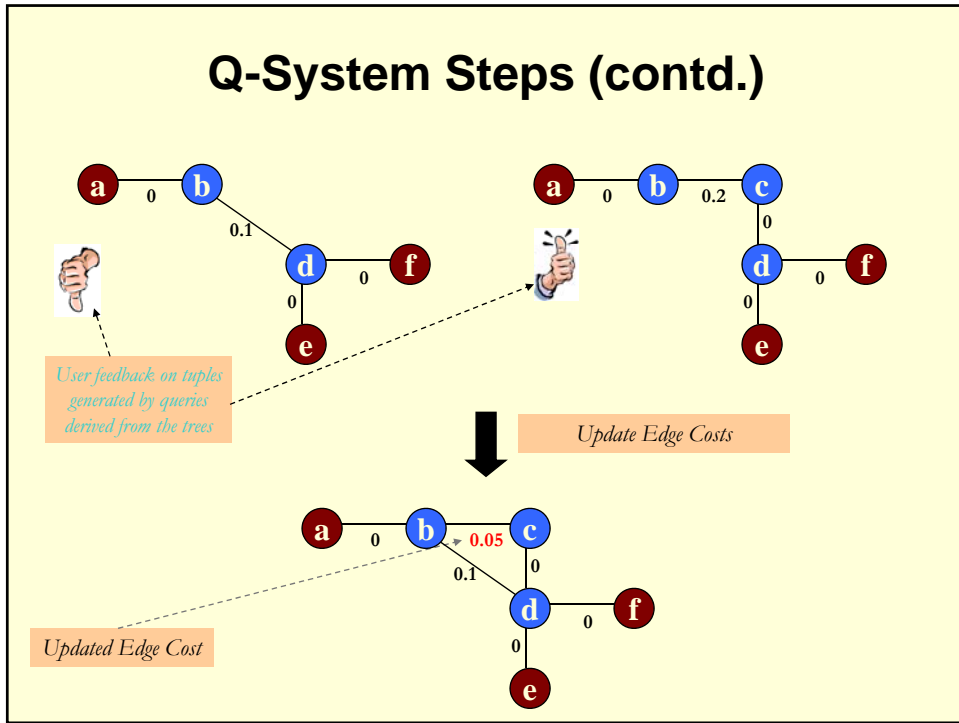 Q-System Steps (contd.)
a
0
b
0.1
d
0
f
0
e
a
0
b
0.2
c
0
d
0
f
0
e
User feedback on tuples
generated by queries
derived from the trees
Update Edge Costs
a
0
b
0.05
c
0.1
0
d
0
f
0
e
Updated Edge Cost